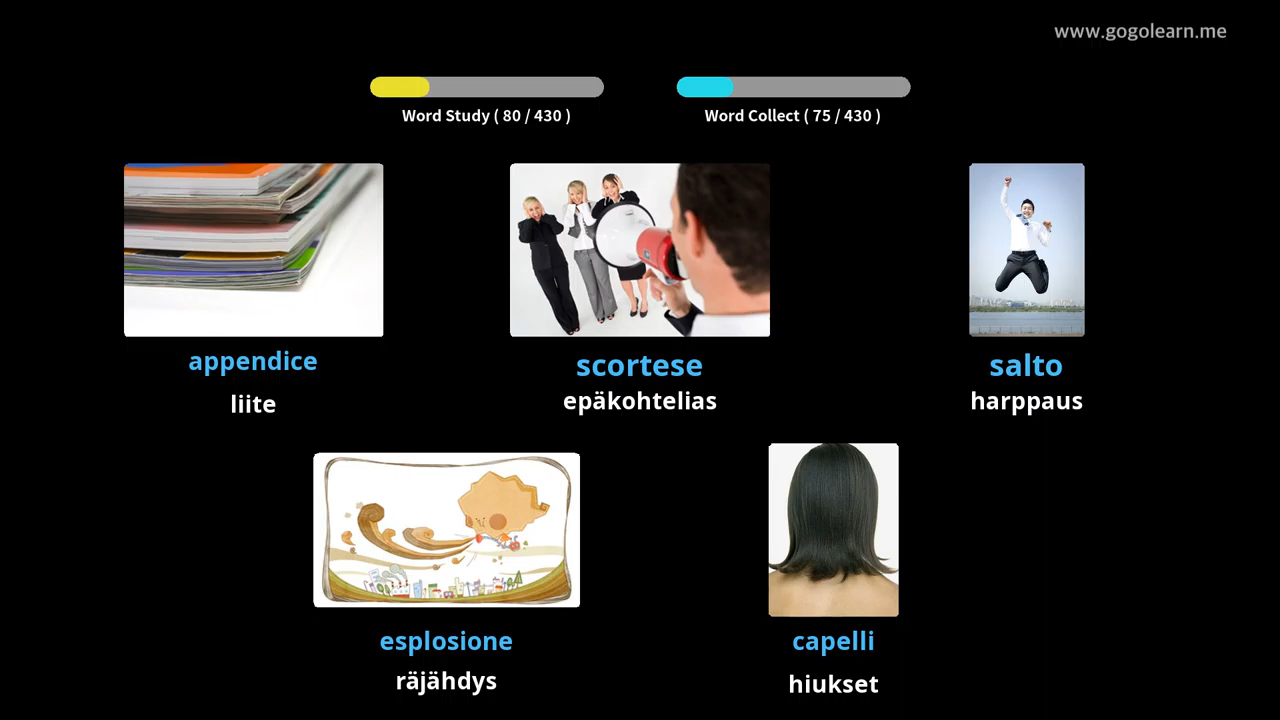 www.gogolearn.me
Word Study ( 80 / 430 )
Word Collect ( 75 / 430 )
appendice
liite
scortese
epäkohtelias
salto
harppaus
esplosione
räjähdys
capelli
hiukset